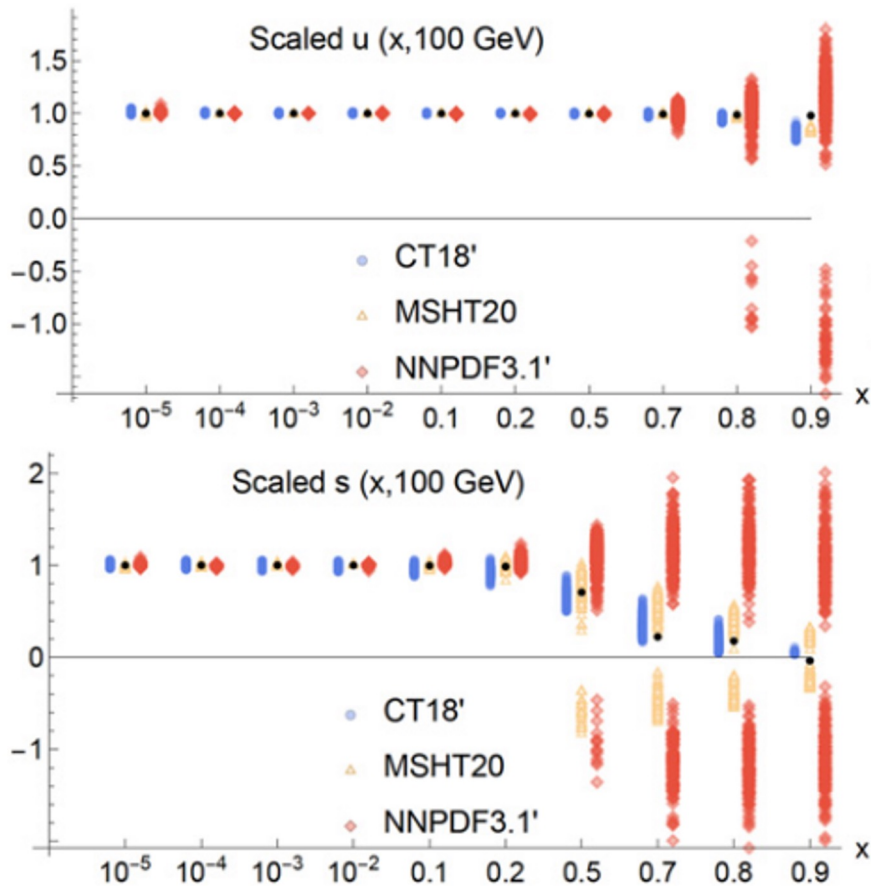 Scaled u (x,100 GeV)
1.5
1.0
0.5
0.0
CT18'
−0.5
MSHT20
−1.0
NNPDF3.1'
x
10⁻⁵ 10⁻⁴ 10⁻³ 10⁻² 0.1 0.2 0.5 0.7 0.8 0.9
2
Scaled s (x,100 GeV)
1
0
CT18'
−1
MSHT20
NNPDF3.1'
x
10⁻⁵ 10⁻⁴ 10⁻³ 10⁻² 0.1 0.2 0.5 0.7 0.8 0.9